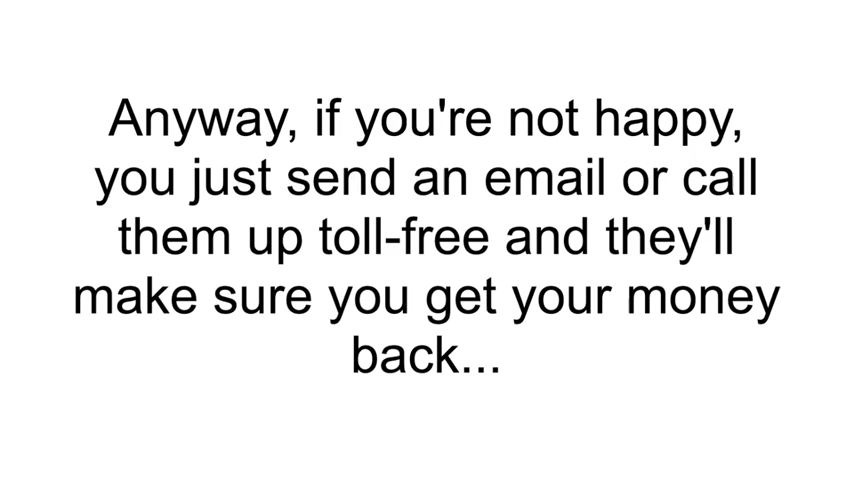 Anyway, if you're not happy,
you just send an email or call
them up toll-free and they'll
make sure you get your money
back...